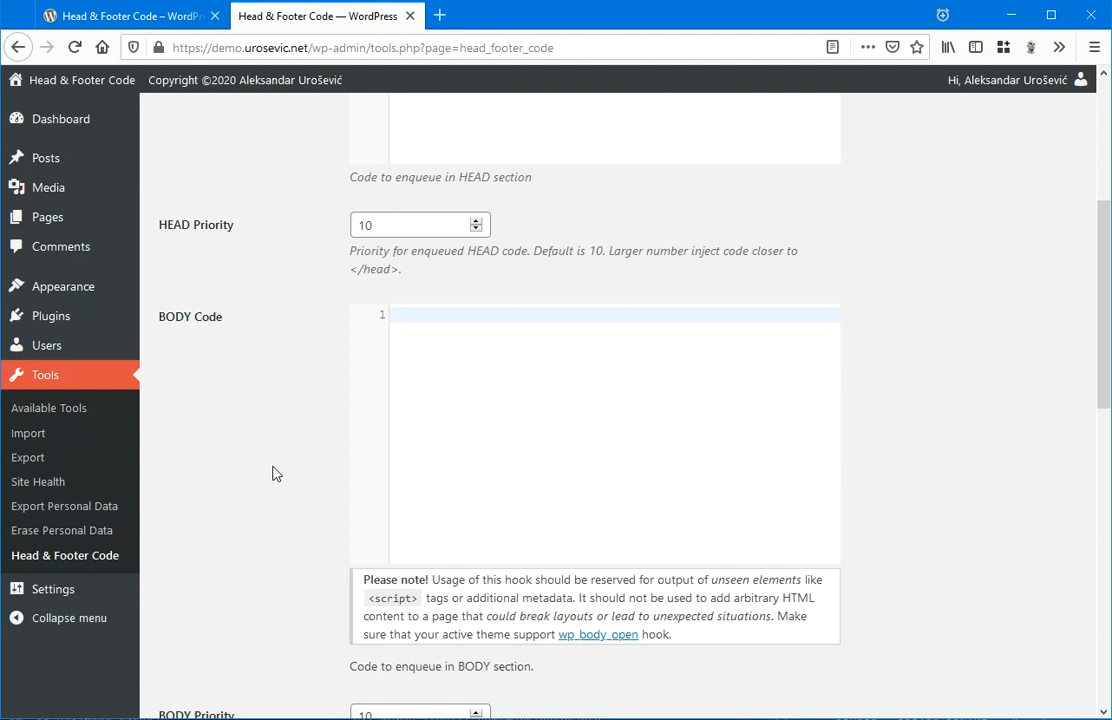 Head & Footer Code – WordPr
Head & Footer Code — WordPress
https://demo.urosevic.net/wp-admin/tools.php?page=head_footer_code
Head & Footer Code
Copyright ©2020 Aleksandar Urošević
Hi, Aleksandar Urošević
Dashboard
Posts
Media
Pages
Comments
Appearance
Plugins
Users
Tools
Available Tools
Import
Export
Site Health
Export Personal Data
Erase Personal Data
Head & Footer Code
Settings
Collapse menu
Code to enqueue in HEAD section
HEAD Priority
10
Priority for enqueued HEAD code. Default is 10. Larger number inject code closer to
</head>.
BODY Code
1
Please note! Usage of this hook should be reserved for output of unseen elements like
<script> tags or additional metadata. It should not be used to add arbitrary HTML
content to a page that could break layouts or lead to unexpected situations. Make
sure that your active theme support wp_body_open hook.
Code to enqueue in BODY section.
BODY Priority
10